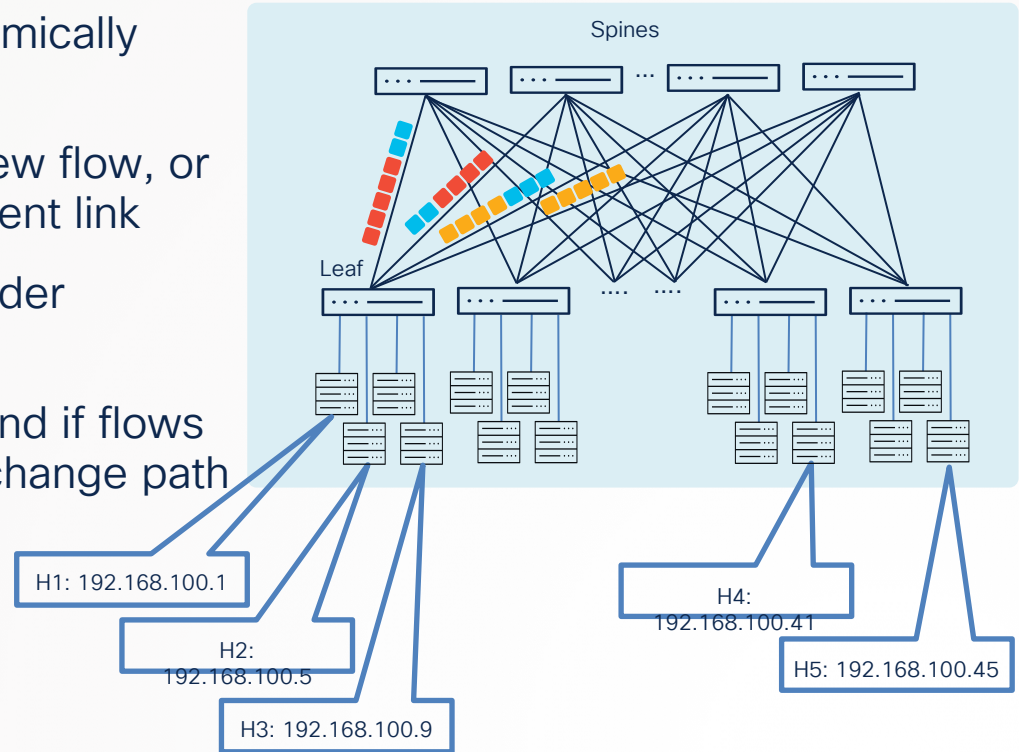 mically
ew flow, or
ent link
der
nd if flows
change path
Spines
...
Leaf
.... ....
H1: 192.168.100.1
H2:
192.168.100.5
H3: 192.168.100.9
H4:
192.168.100.41
H5: 192.168.100.45